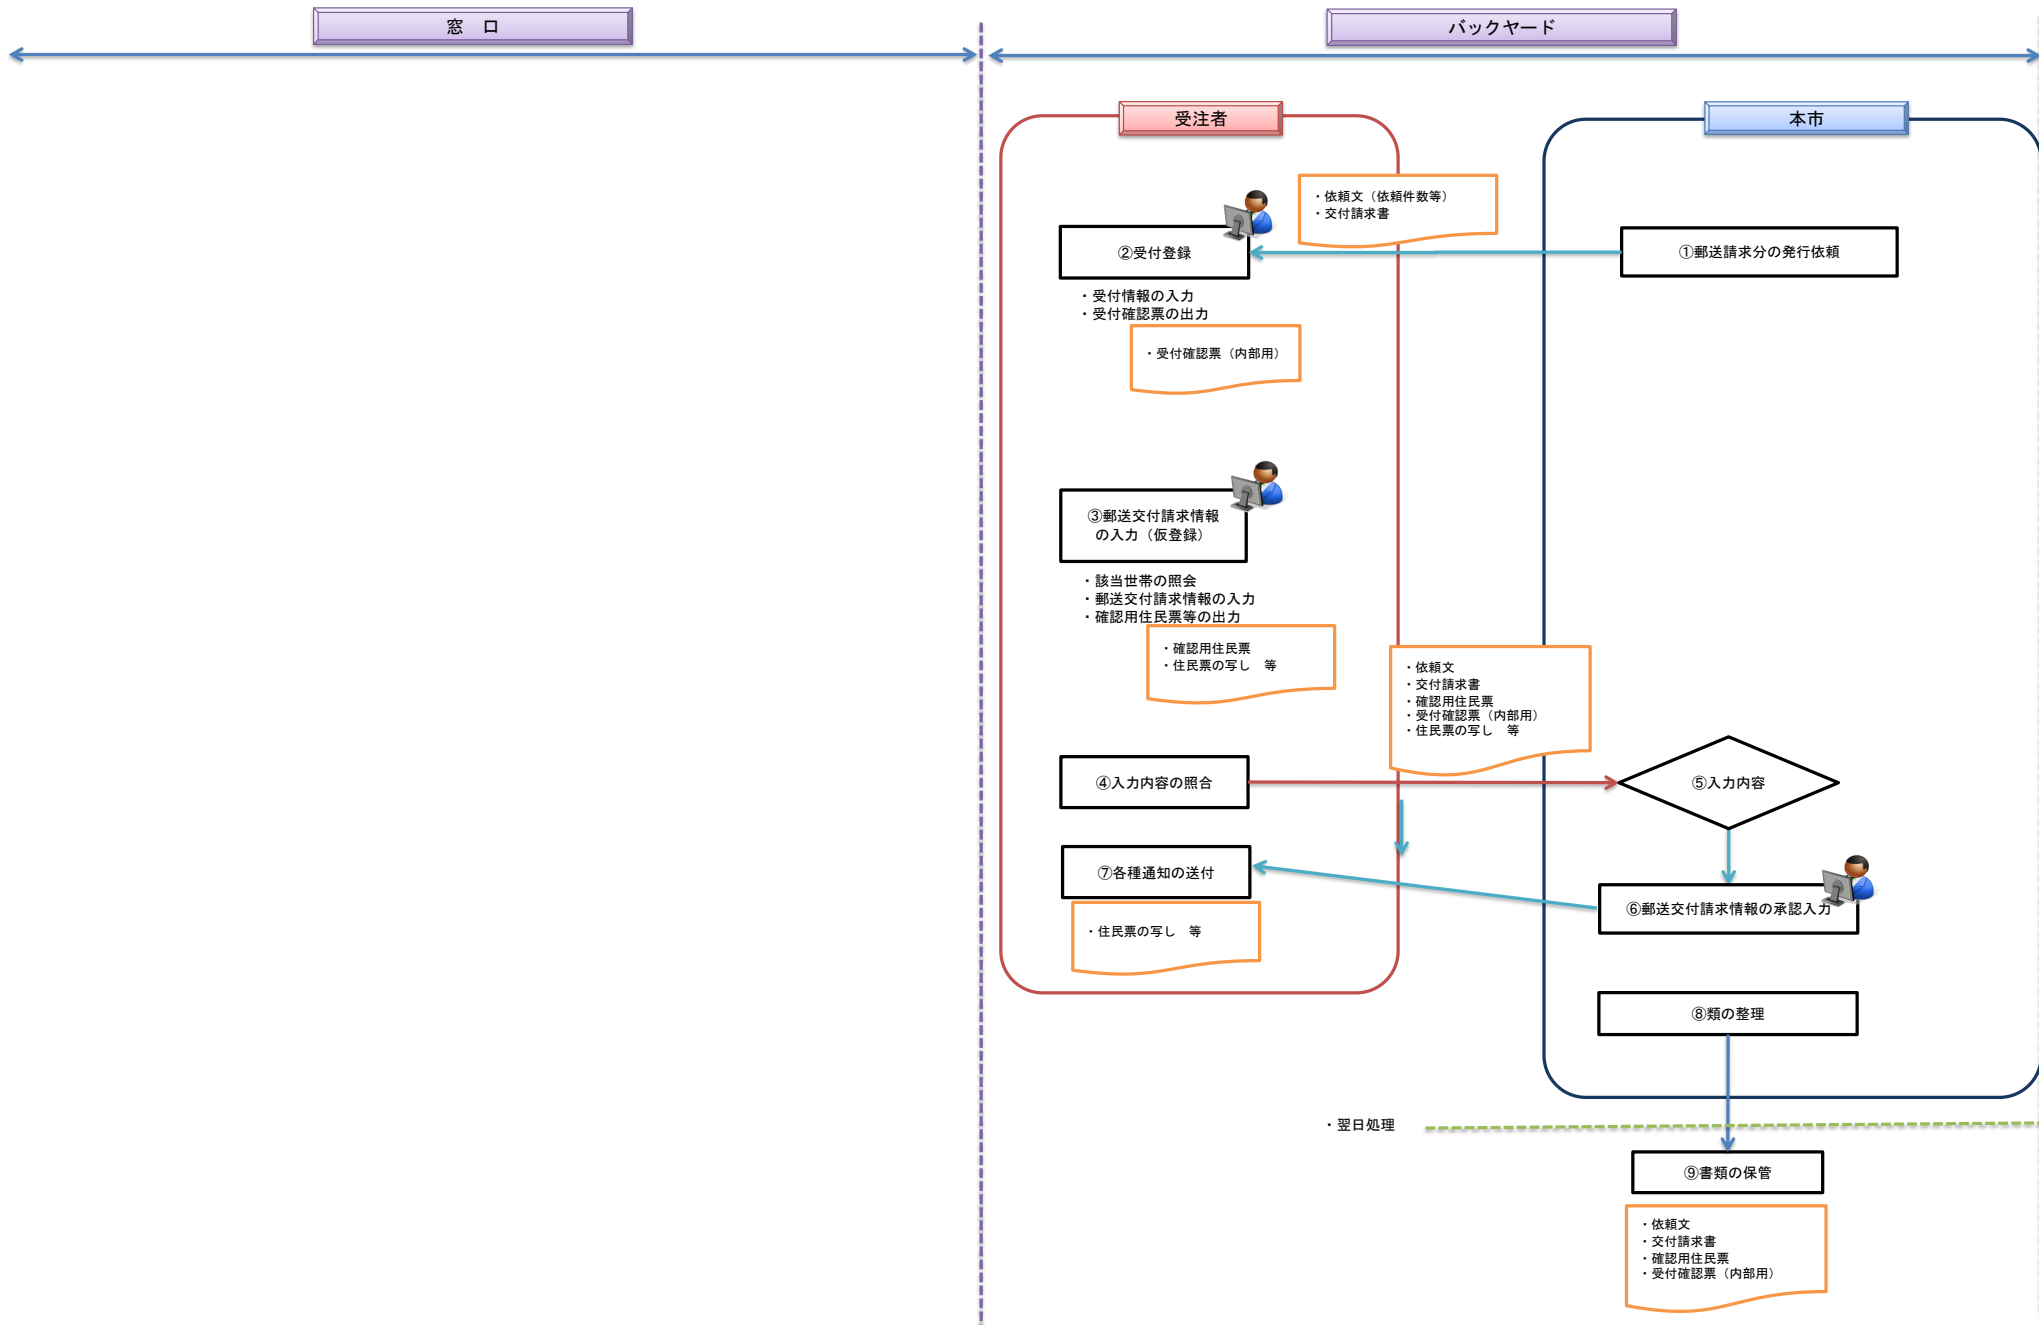 窓　口
バックヤード
受注者
本市
・依頼文（依頼件数等）
・交付請求書
②受付登録
①郵送請求分の発行依頼
・受付情報の入力
・受付確認票の出力
・受付確認票（内部用）
③郵送交付請求情報
の入力（仮登録）
・該当世帯の照会
・郵送交付請求情報の入力
・確認用住民票等の出力
・確認用住民票
・住民票の写し　等
・依頼文
・交付請求書
・確認用住民票
・受付確認票（内部用）
・住民票の写し　等
④入力内容の照合
⑤入力内容
⑦各種通知の送付
⑥郵送交付請求情報の承認入力
・住民票の写し　等
⑧類の整理
・翌日処理
⑨書類の保管
・依頼文
・交付請求書
・確認用住民票
・受付確認票（内部用）